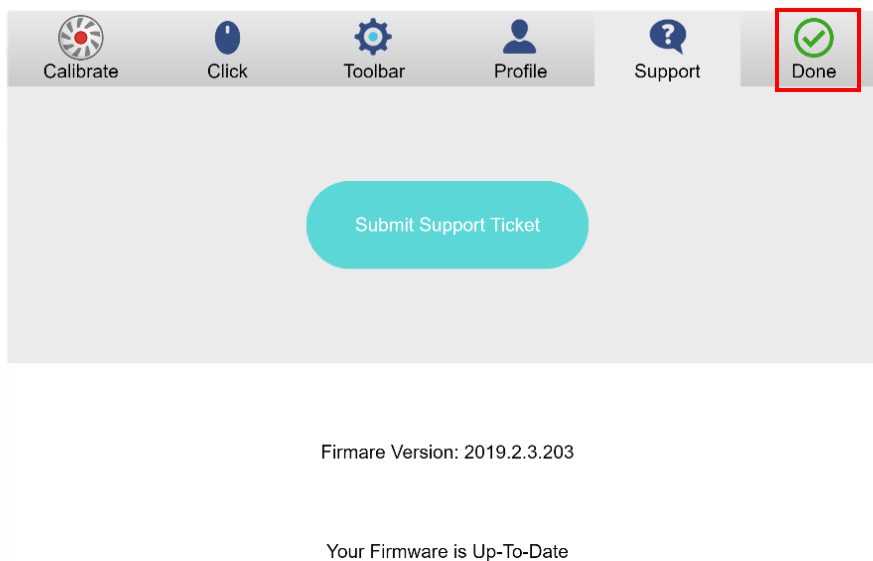 Calibrate Click Toolbar Profile Support Done
Submit Support Ticket
Firmare Version: 2019.2.3.203
Your Firmware is Up-To-Date